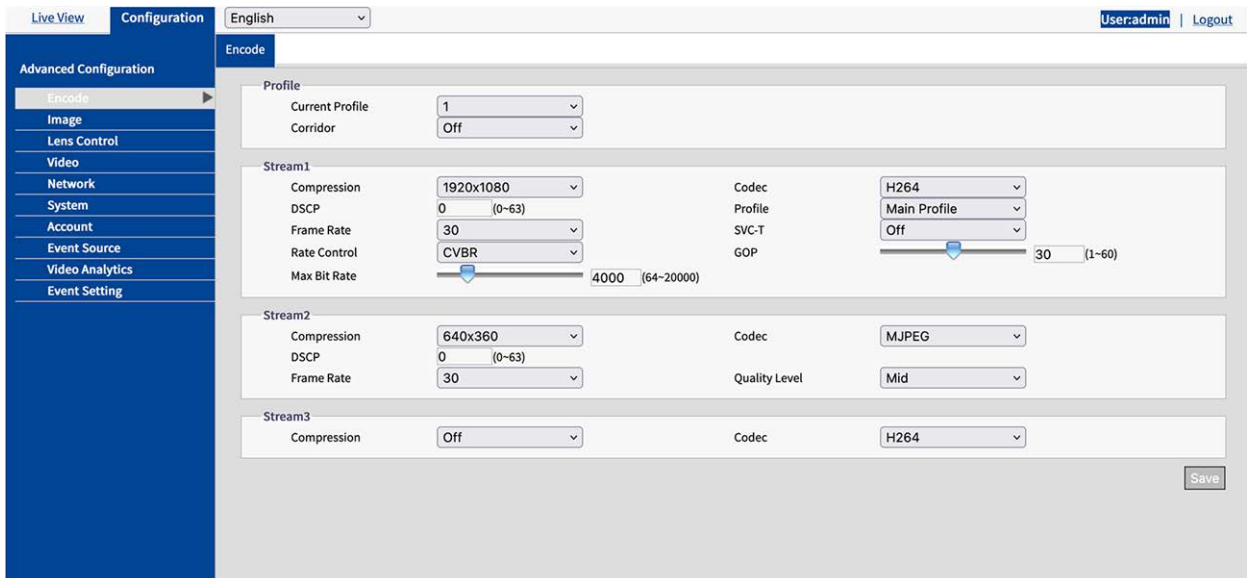 Live View Configuration English User:admin | Logout
Encode
Advanced Configuration
Encode
Image
Lens Control
Video
Network
System
Account
Event Source
Video Analytics
Event Setting
Profile
Current Profile 1
Corridor Off
Stream1
Compression 1920x1080 Codec H264
DSCP 0 (0~63) Profile Main Profile
Frame Rate 30 SVC-T Off
Rate Control CVBR GOP 30 (1~60)
Max Bit Rate 4000 (64~20000)
Stream2
Compression 640x360 Codec MJPEG
DSCP 0 (0~63)
Frame Rate 30 Quality Level Mid
Stream3
Compression Off Codec H264
Save